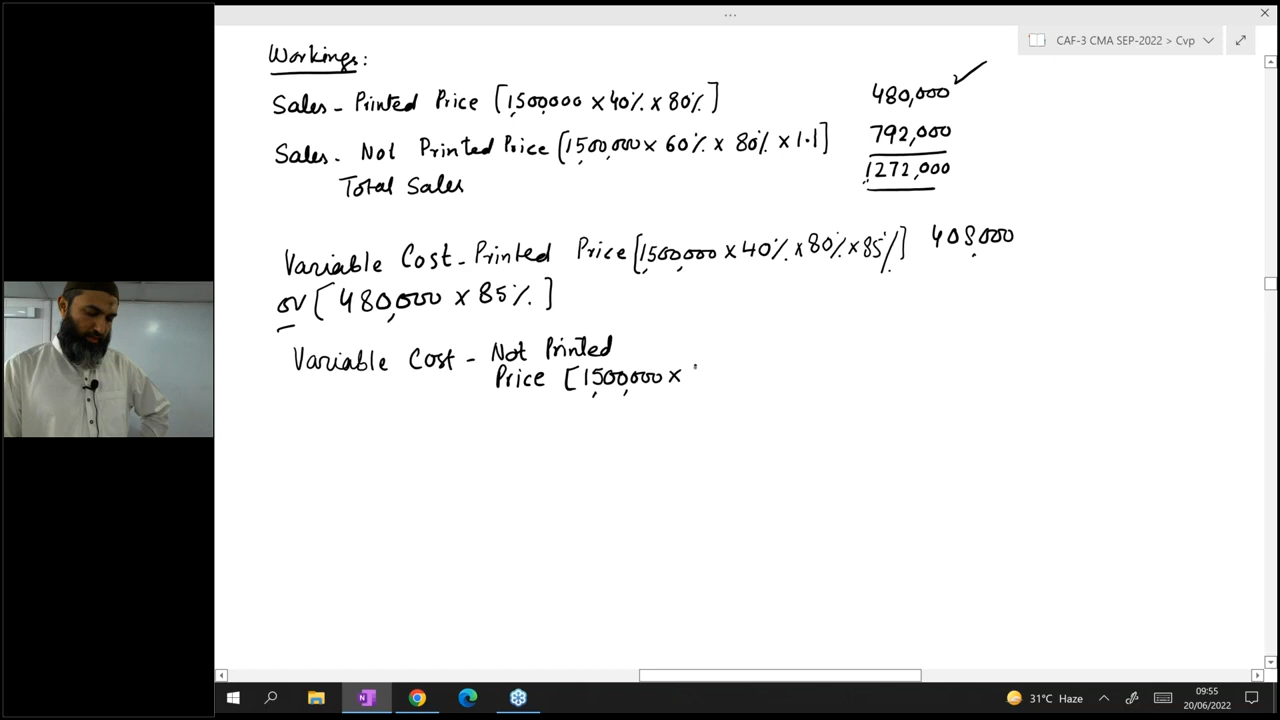 CAF-3 CMA SEP-2022 > Cvp
Workings:
Sales - Printed Price [1,500,000 x 40% x 80%] 480,000 ✓
Sales - Not Printed Price [1,500,000 x 60% x 80% x 1.1] 792,000
Total Sales 1272,000
Variable Cost - Printed Price [1,500,000 x 40% x 80% x 85%] 408,000
or [480,000 x 85%]
Variable Cost - Not Printed
Price [1,500,000 x
31°C Haze
09:55
20/06/2022